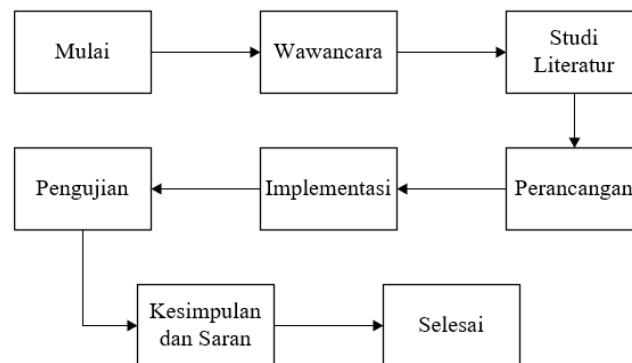 Mulai
Wawancara
Studi
Literatur
Pengujian
Implementasi
Perancangan
Kesimpulan
dan Saran
Selesai